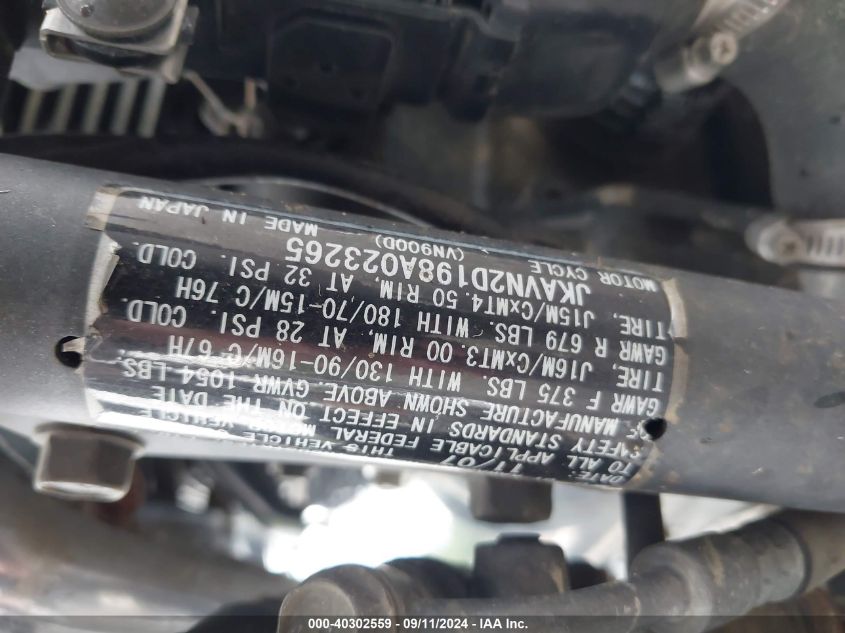 DATE: 11/07
THIS VEHICLE
TO ALL APPLICABLE FEDERAL MOTOR VEHICLE
SAFETY STANDARDS IN EFFECT ON THE DATE
OF MANUFACTURE SHOWN ABOVE. GVWR 1054 LBS.
GAWR F 375 LBS. WITH 130/90-16M/C 67H
TIRE, J16M/CxMT3.00 RIM, AT 28 PSI. COLD.
GAWR R 679 LBS. WITH 180/70-15M/C 76H
TIRE, J15M/CxMT4.50 RIM, AT 32 PSI. COLD.
JKAVN2D198A023265
MOTOR CYCLE (VN900D) MADE IN JAPAN
000-40302559 - 09/11/2024 - IAA Inc.